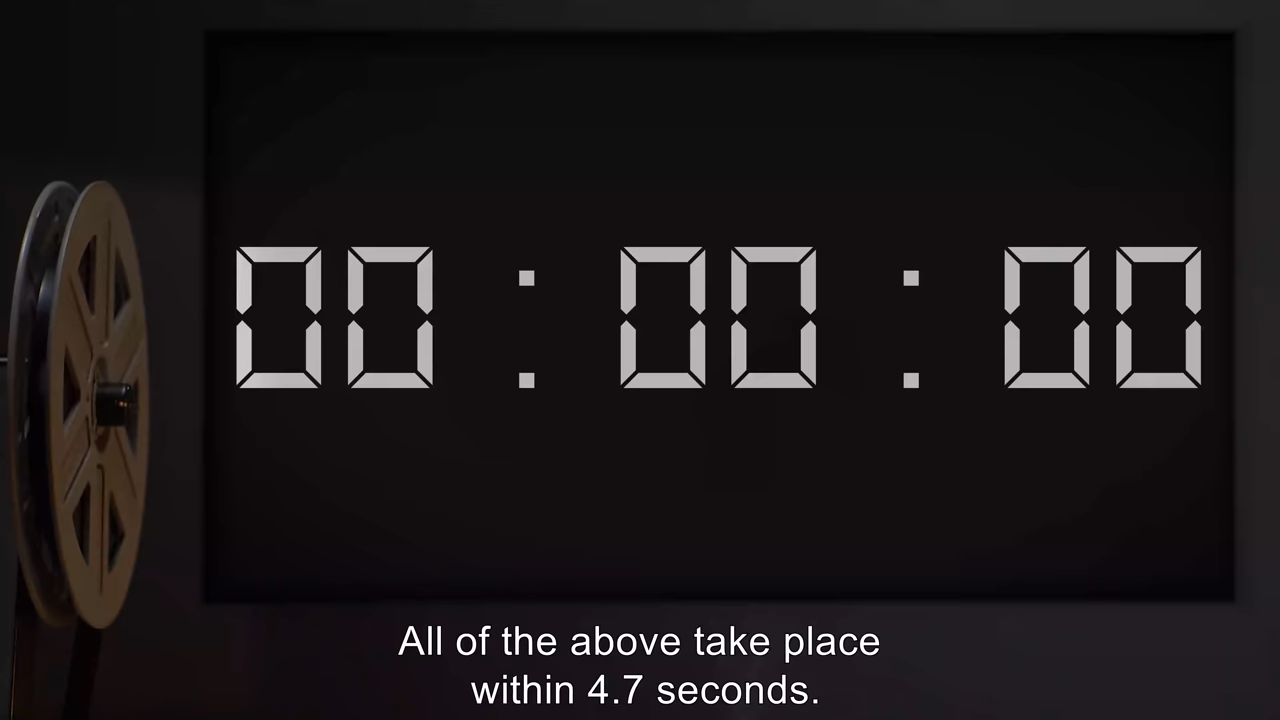 00 : 00 : 00
All of the above take place
within 4.7 seconds.